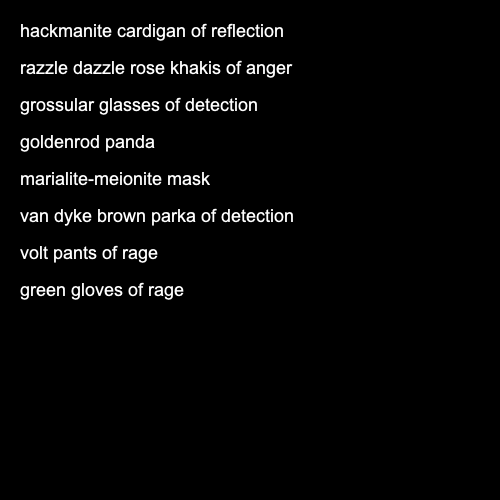 hackmanite cardigan of reflection
razzle dazzle rose khakis of anger
grossular glasses of detection
goldenrod panda
marialite-meionite mask
van dyke brown parka of detection
volt pants of rage
green gloves of rage